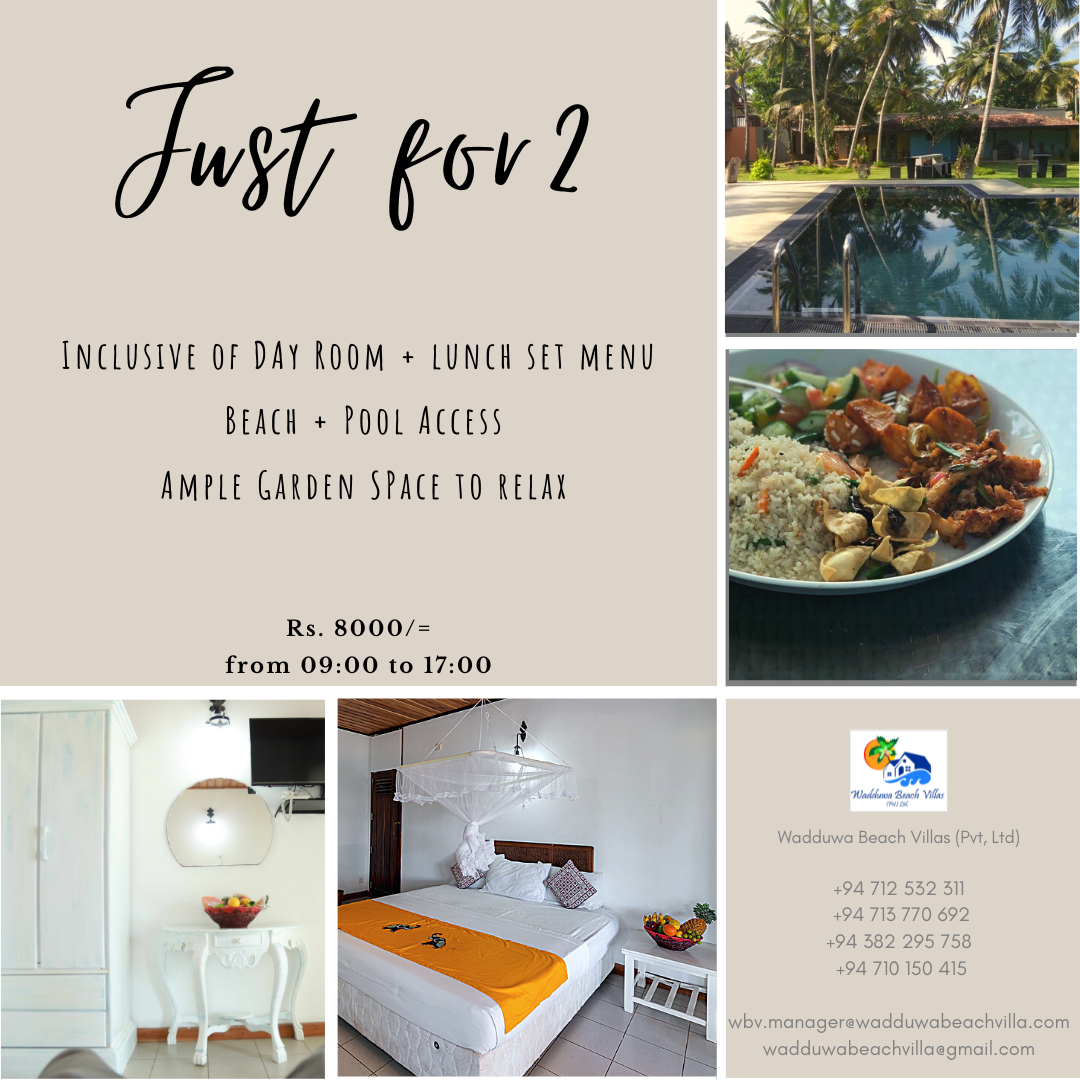 Just for 2
Inclusive of DAy Room + lunch set menu
Beach + Pool Access
Ample Garden SPace to relax
Rs. 8000/=
from 09:00 to 17:00
Wadduwa Beach Villas
(Pvt) Ltd.
Wadduwa Beach Villas (Pvt, Ltd)
+94 712 532 311
+94 713 770 692
+94 382 295 758
+94 710 150 415
wbv.manager@wadduwabeachvilla.com
wadduwabeachvilla@gmail.com